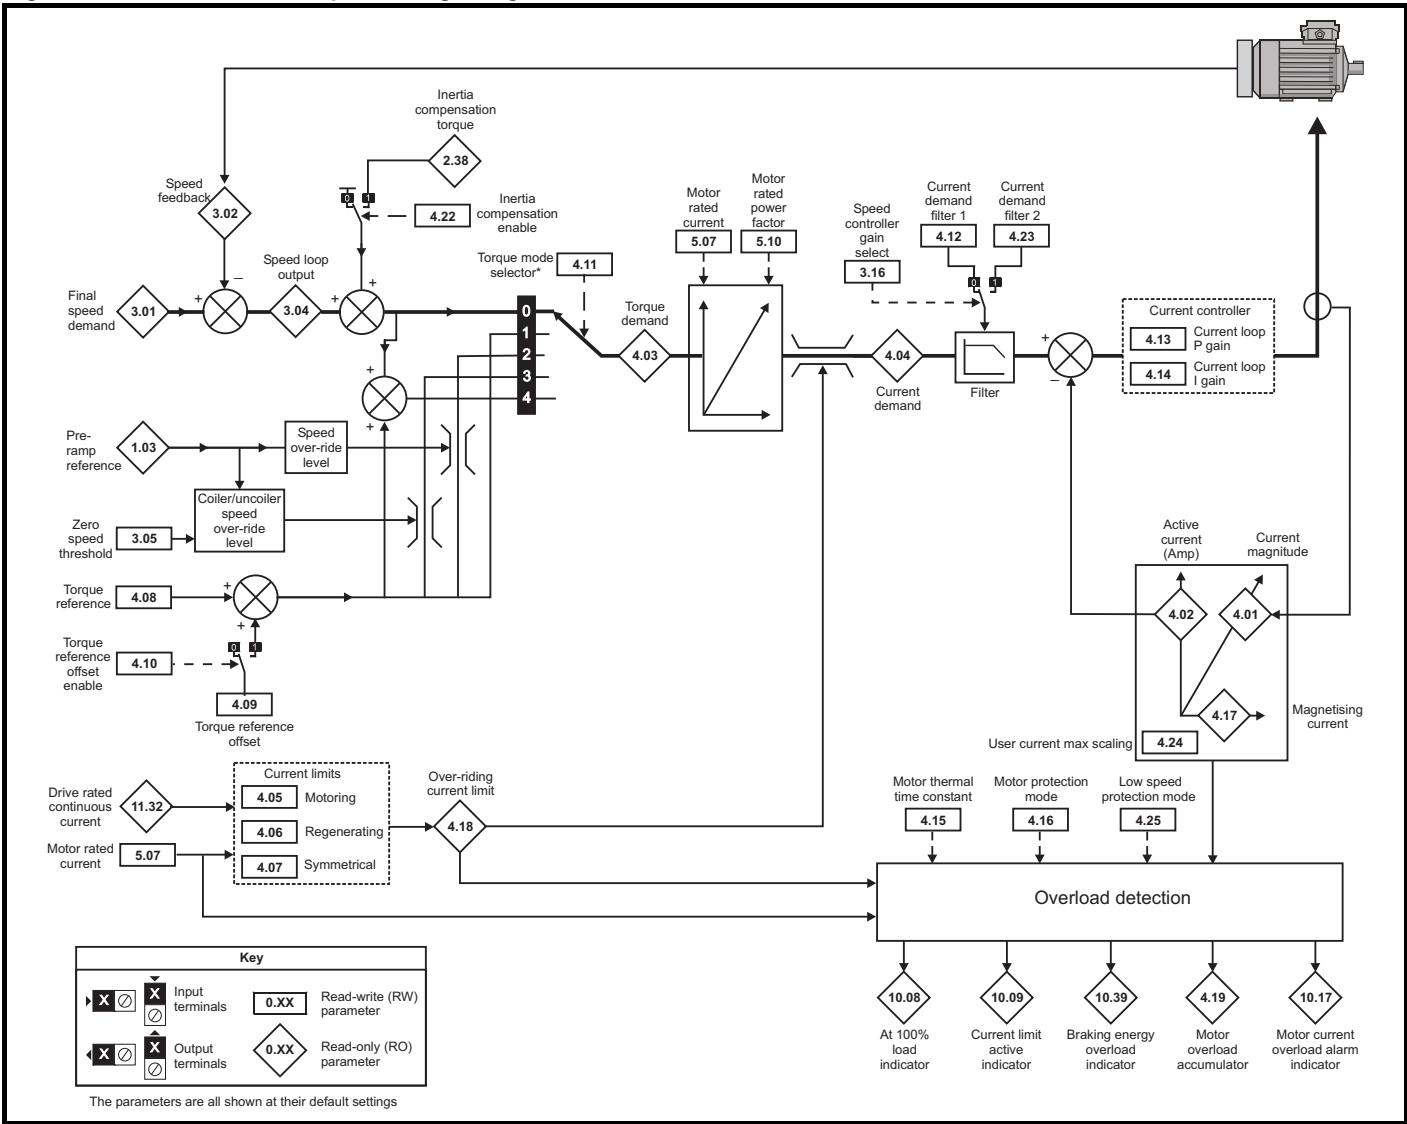 Inertia
compensation
torque
2.38
Speed
feedback
3.02
0 1
4.22
Inertia
compensation
enable
Final
speed
demand
3.01
+
–
Speed loop
output
3.04
+
+
Torque mode
selector*
4.11
0
1
2
3
4
Torque
demand
4.03
Motor
rated
current
5.07
Motor
rated
power
factor
5.10
Speed
controller
gain
select
3.16
Current
demand
filter 1
4.12
Current
demand
filter 2
4.23
0 1
4.04
Current
demand
Filter
+
–
Current controller
4.13
Current loop
P gain
4.14
Current loop
I gain
+
+
Pre-
ramp
reference
1.03
Speed
over-ride
level
Coiler/uncoiler
speed
over-ride
level
Zero
speed
threshold
3.05
Torque
reference
4.08
+
+
0 1
Torque
reference
offset
enable
4.10
4.09
Torque reference
offset
Active
current
(Amp)
Current
magnitude
4.02
4.01
4.17
Magnetising
current
User current max scaling
4.24
Drive rated
continuous
current
11.32
Motor rated
current
5.07
Current limits
4.05
Motoring
4.06
Regenerating
4.07
Symmetrical
Over-riding
current limit
4.18
Motor thermal
time constant
4.15
Motor protection
mode
4.16
Low speed
protection mode
4.25
Overload detection
10.08
At 100%
load
indicator
10.09
Current limit
active
indicator
10.39
Braking energy
overload
indicator
4.19
Motor
overload
accumulator
10.17
Motor current
overload alarm
indicator
Key
X
X
Input
terminals
0.XX
Read-write (RW)
parameter
X
X
Output
terminals
0.XX
Read-only (RO)
parameter
The parameters are all shown at their default settings